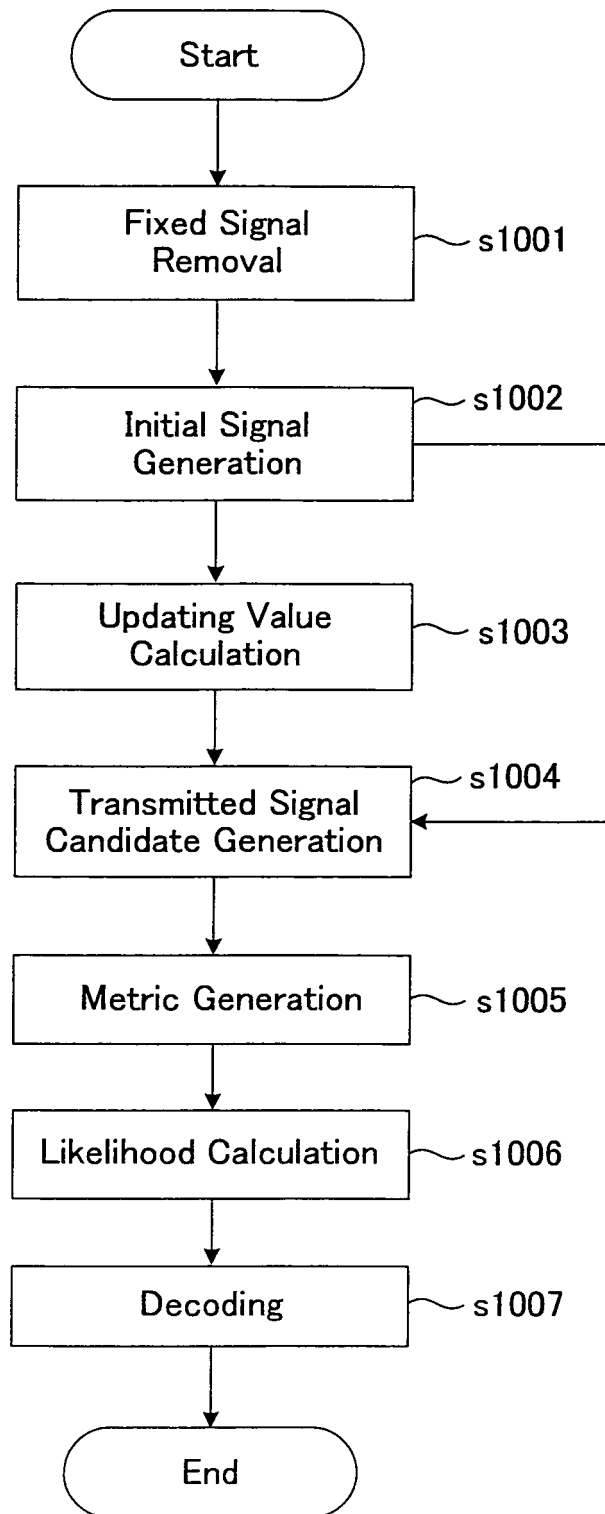 Start
Fixed Signal
Removal
s1001
Initial Signal
Generation
s1002
Updating Value
Calculation
s1003
Transmitted Signal
Candidate Generation
s1004
Metric Generation
s1005
Likelihood Calculation
s1006
Decoding
s1007
End